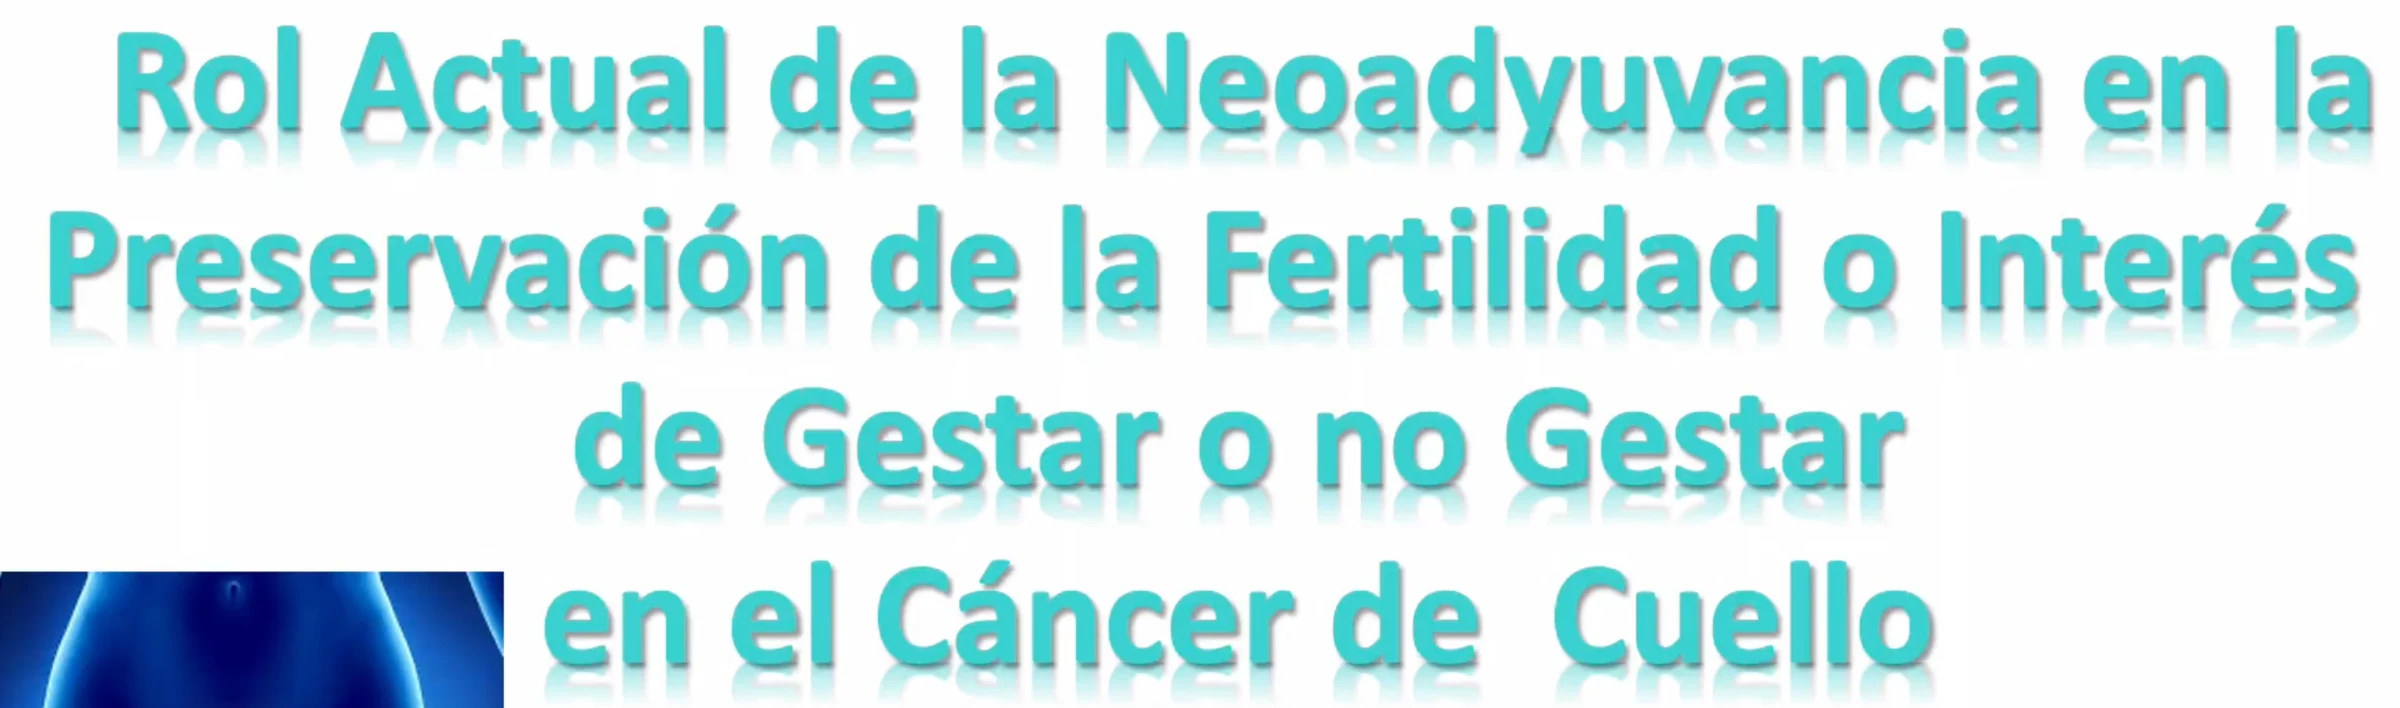 Rol Actual de la Neoadyuvancia en la
Preservación de la Fertilidad o Interés
de Gestar o no Gestar
en el Cáncer de Cuello